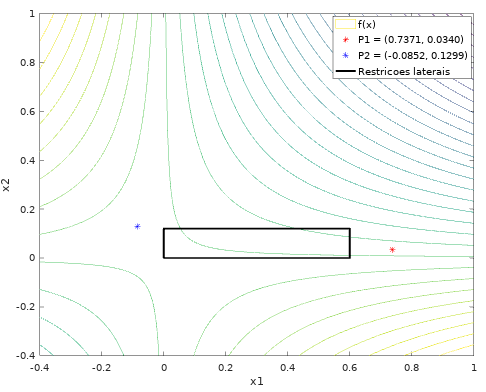 f(x)
P1 = (0.7371, 0.0340)
P2 = (-0.0852, 0.1299)
Restricoes laterais
1
0.8
0.6
0.4
0.2
0
-0.2
-0.4
x2
-0.4
-0.2
0
0.2
0.4
0.6
0.8
1
x1